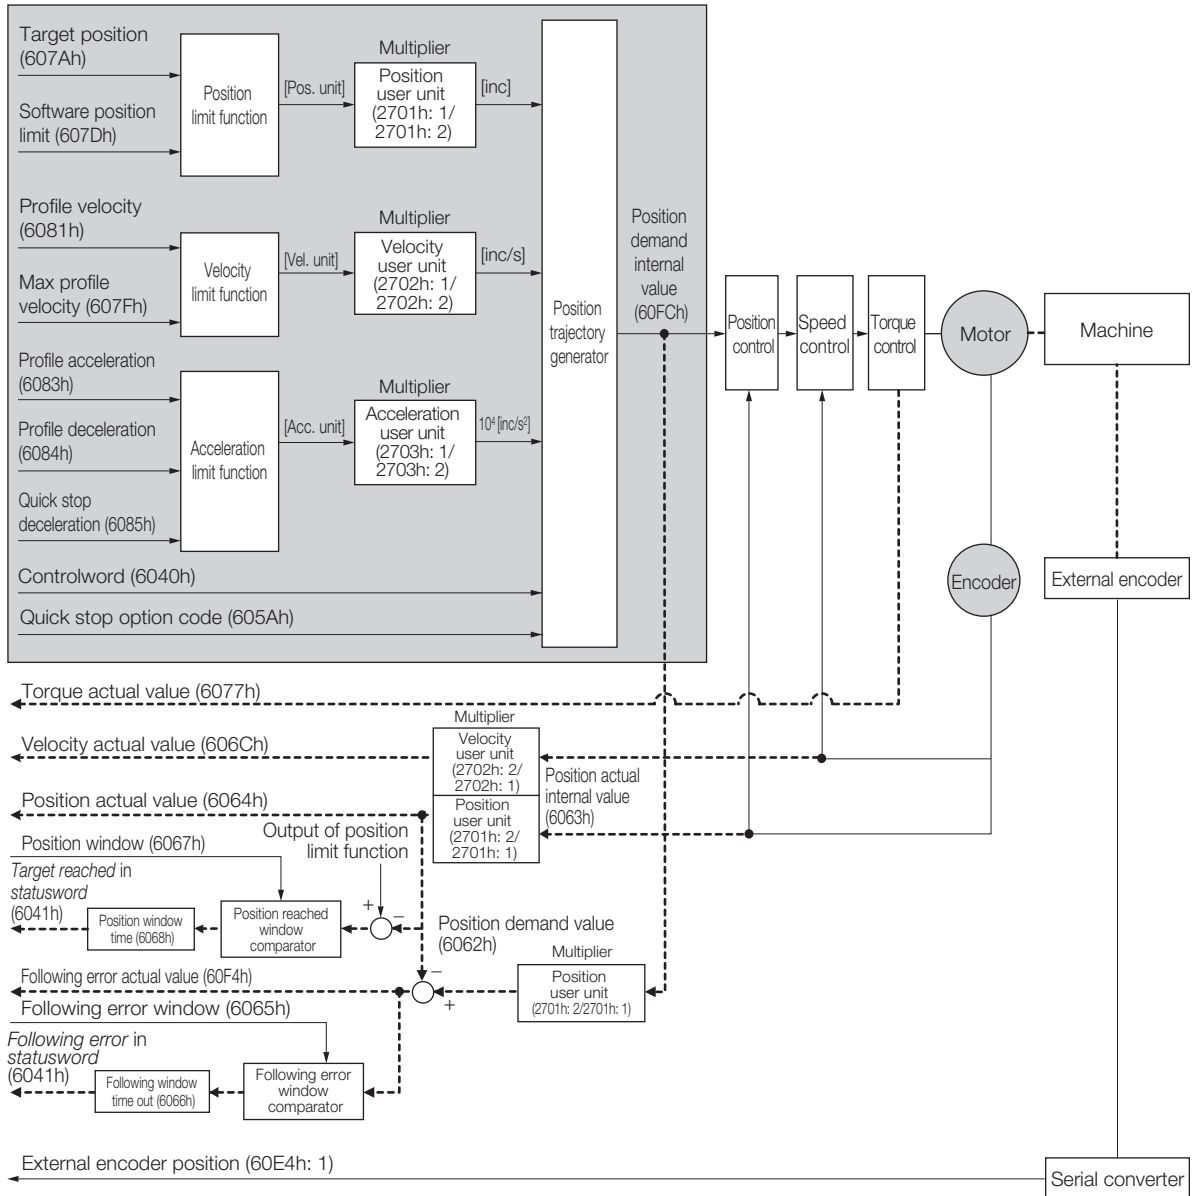 Target position
(607Ah)
Software position
limit (607Dh)
Position
limit function
[Pos. unit]
Multiplier
Position
user unit
(2701h: 1/
2701h: 2)
[inc]
Profile velocity
(6081h)
Max profile
velocity (607Fh)
Velocity
limit function
[Vel. unit]
Multiplier
Velocity
user unit
(2702h: 1/
2702h: 2)
[inc/s]
Profile acceleration
(6083h)
Profile deceleration
(6084h)
Quick stop
deceleration (6085h)
Acceleration
limit function
[Acc. unit]
Multiplier
Acceleration
user unit
(2703h: 1/
2703h: 2)
10⁴ [inc/s²]
Controlword (6040h)
Quick stop option code (605Ah)
Position
trajectory
generator
Position
demand
internal
value
(60FCh)
Position
control
Speed
control
Torque
control
Motor
Machine
Encoder
External encoder
Torque actual value (6077h)
Velocity actual value (606Ch)
Multiplier
Velocity
user unit
(2702h: 2/
2702h: 1)
Position actual
internal value
(6063h)
Position actual value (6064h)
Position
user unit
(2701h: 2/
2701h: 1)
Position window (6067h)
Output of position
limit function
Target reached in
statusword
(6041h)
Position window
time (6068h)
Position reached
window
comparator
+
−
Position demand value
(6062h)
Multiplier
Position
user unit
(2701h: 2/2701h: 1)
Following error actual value (60F4h)
−
+
Following error window (6065h)
Following error in
statusword
(6041h)
Following window
time out (6066h)
Following error
window
comparator
External encoder position (60E4h: 1)
Serial converter